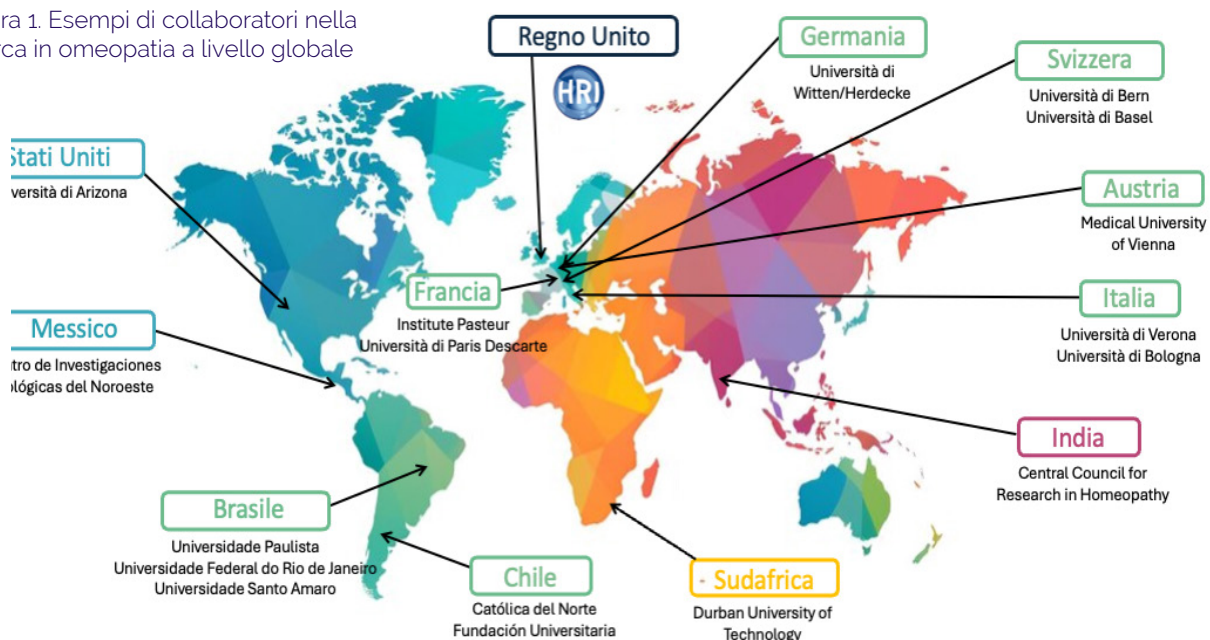 ra 1. Esempi di collaboratori nella
rca in omeopatia a livello globale
Regno Unito
HRI
Germania
Università di
Witten/Herdecke
Svizzera
Università di Bern
Università di Basel
Stati Uniti
versità di Arizona
Austria
Medical University
of Vienna
Francia
Institute Pasteur
Università di Paris Descarte
Italia
Università di Verona
Università di Bologna
Messico
tro de Investigaciones
ológicas del Noroeste
India
Central Council for
Research in Homeopathy
Brasile
Universidade Paulista
Universidade Federal do Rio de Janeiro
Universidade Santo Amaro
Chile
Católica del Norte
Fundación Universitaria
Sudafrica
Durban University of
Technology